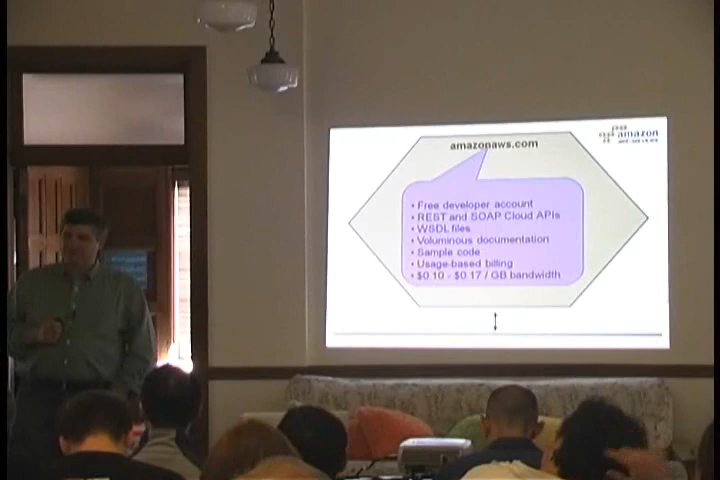 amazon
amazonaws.com
• Free developer account
• REST and SOAP Cloud APIs
• WSDL files
• Voluminous documentation
• Sample code
• Usage-based billing
• $0.10 - $0.17 / GB bandwidth